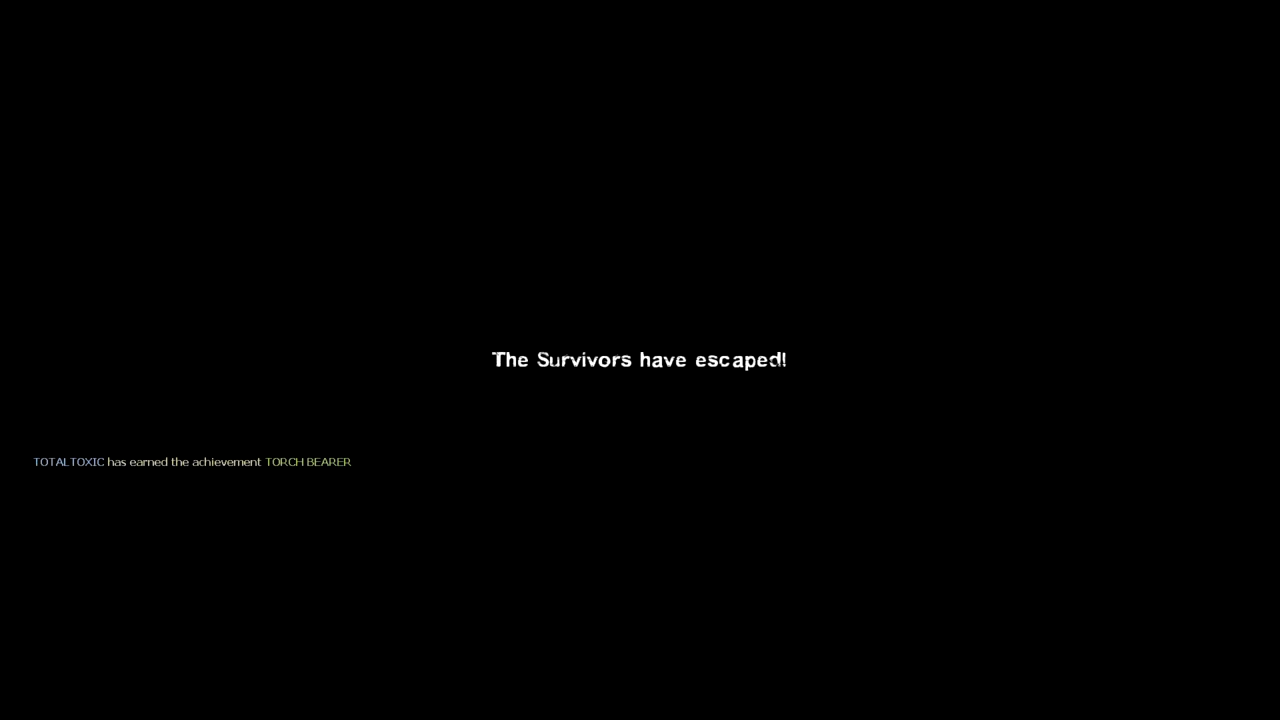 The Survivors have escaped!
TOTALTOXIC has earned the achievement TORCH BEARER